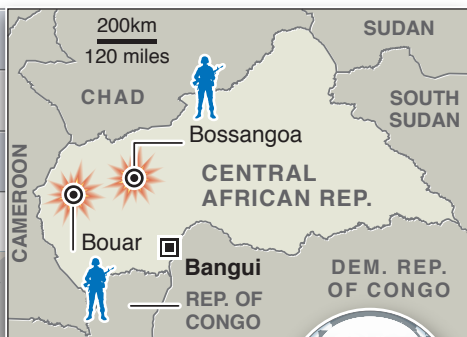 200km
120 miles
SUDAN
CHAD
SOUTH
SUDAN
Bossangoa
CENTRAL
AFRICAN REP.
CAMEROON
Bouar
Bangui
DEM. REP.
OF CONGO
REP. OF
CONGO